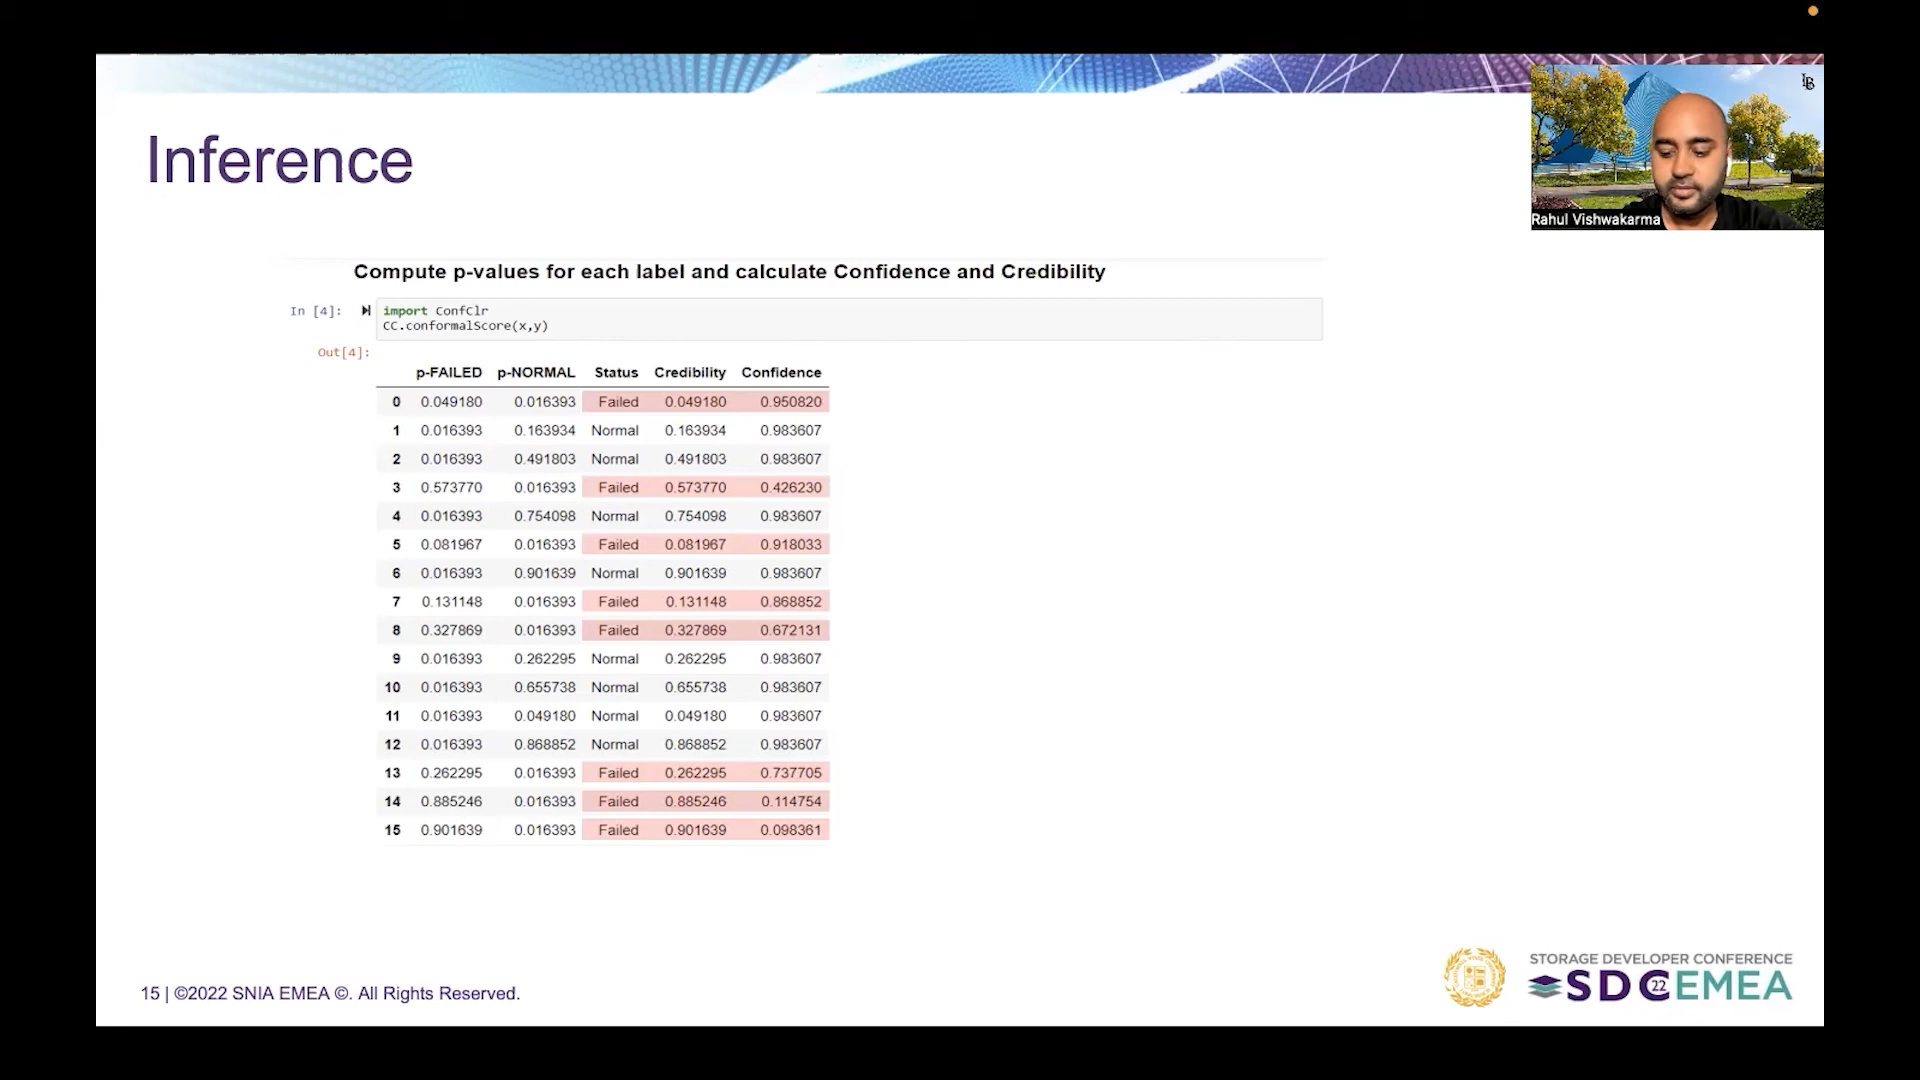 Inference
Rahul Vishwakarma
Compute p-values for each label and calculate Confidence and Credibility
In [4]:
import ConfClr
CC.conformalScore(x,y)
Out[4]:
p-FAILED p-NORMAL Status Credibility Confidence
0 0.049180 0.016393 Failed 0.049180 0.950820
1 0.016393 0.163934 Normal 0.163934 0.983607
2 0.016393 0.491803 Normal 0.491803 0.983607
3 0.573770 0.016393 Failed 0.573770 0.426230
4 0.016393 0.754098 Normal 0.754098 0.983607
5 0.081967 0.016393 Failed 0.081967 0.918033
6 0.016393 0.901639 Normal 0.901639 0.983607
7 0.131148 0.016393 Failed 0.131148 0.868852
8 0.327869 0.016393 Failed 0.327869 0.672131
9 0.016393 0.262295 Normal 0.262295 0.983607
10 0.016393 0.655738 Normal 0.655738 0.983607
11 0.016393 0.049180 Normal 0.049180 0.983607
12 0.016393 0.868852 Normal 0.868852 0.983607
13 0.262295 0.016393 Failed 0.262295 0.737705
14 0.885246 0.016393 Failed 0.885246 0.114754
15 0.901639 0.016393 Failed 0.901639 0.098361
15 | ©2022 SNIA EMEA ©. All Rights Reserved.
STORAGE DEVELOPER CONFERENCE
SDC 22 EMEA